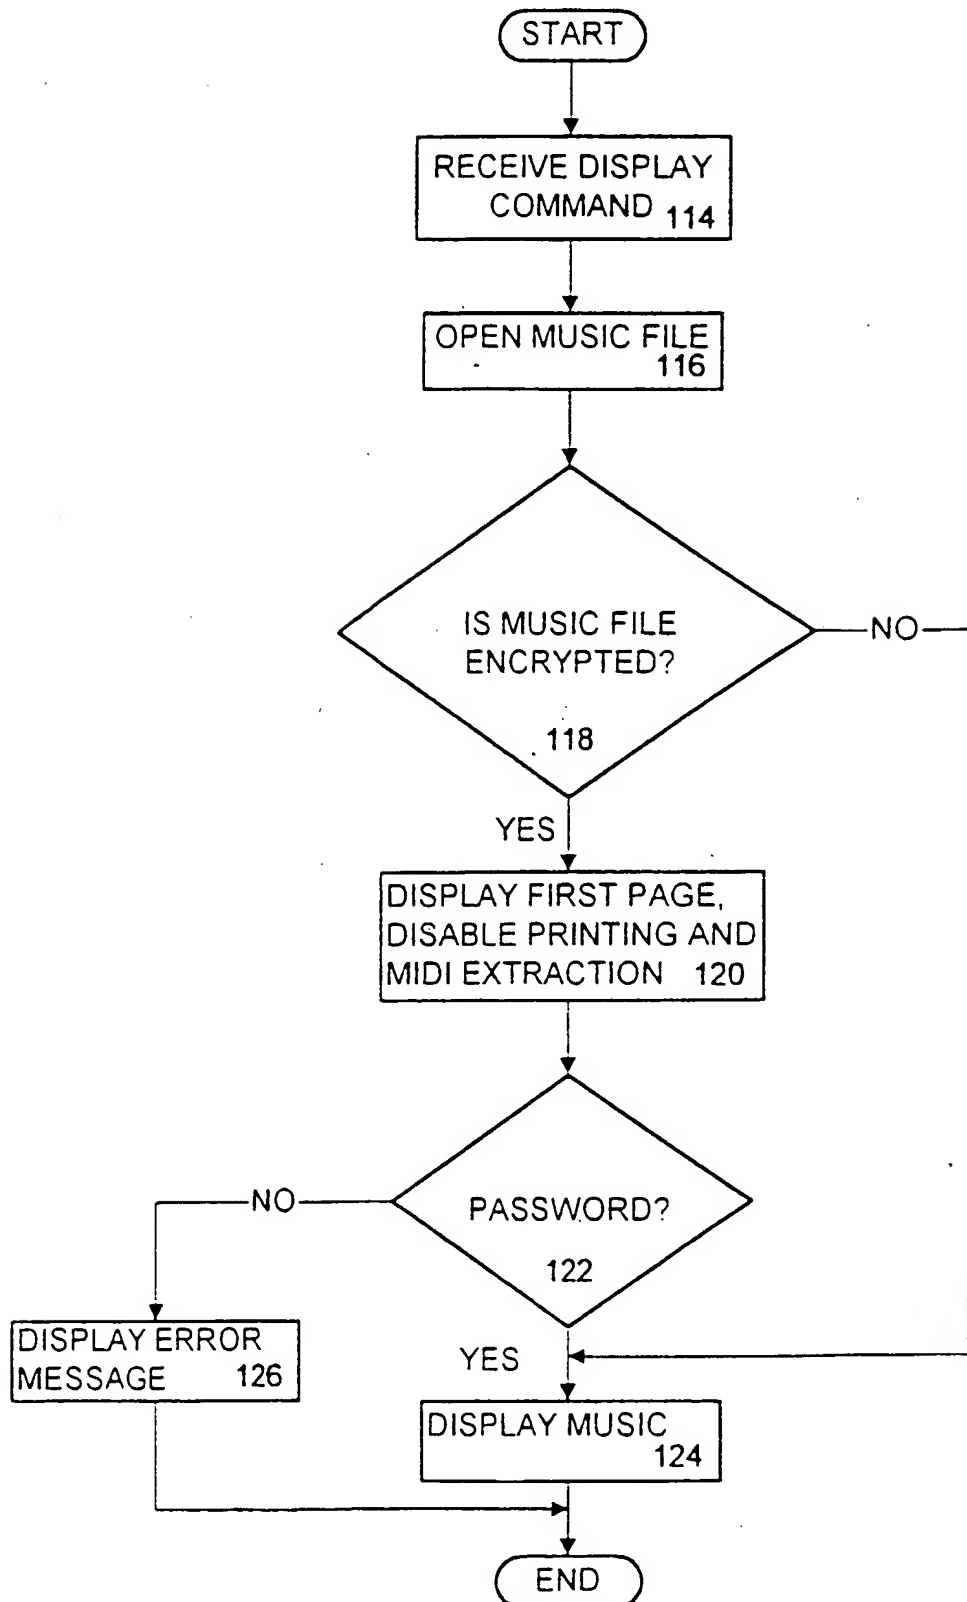 START
RECEIVE DISPLAY
COMMAND 114
OPEN MUSIC FILE
116
IS MUSIC FILE
ENCRYPTED?
118
NO
YES
DISPLAY FIRST PAGE,
DISABLE PRINTING AND
MIDI EXTRACTION 120
PASSWORD?
122
NO
DISPLAY ERROR
MESSAGE 126
YES
DISPLAY MUSIC
124
END